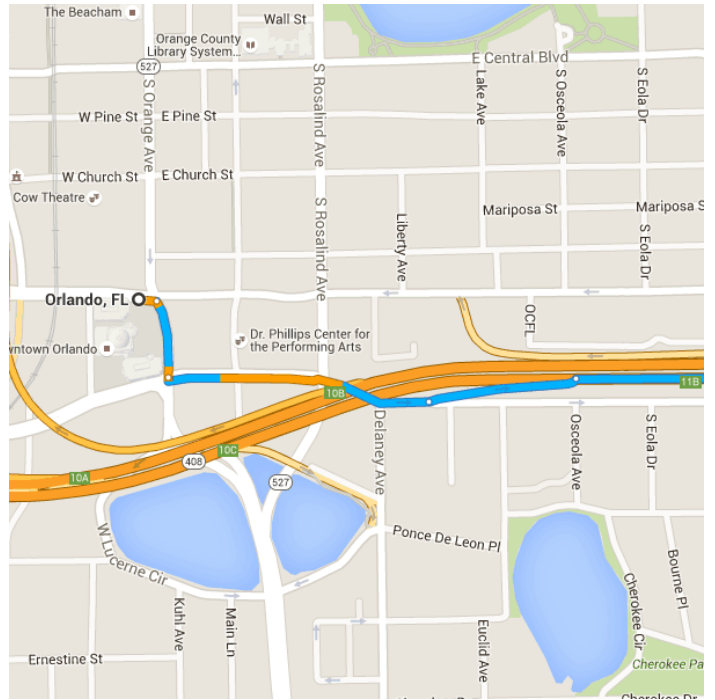 The Beacham
Wall St
Orange County
Library System...
E Central Blvd
527
S Orange Ave
S Rosalind Ave
Lake Ave
S Osceola Ave
S Eola Dr
W Pine St
E Pine St
W Church St
E Church St
Cow Theatre
S Rosalind Ave
Liberty Ave
Mariposa St
Mariposa S
S Eola Dr
Orlando, FL
OCFL
wntown Orlando
Dr. Phillips Center for
the Performing Arts
10B
11B
Delaney Ave
Osceola Ave
S Eola Dr
10C
408
10A
527
Ponce De Leon Pl
W Lucerne Cir
Bourne Pl
Cherokee Cir
Kuhl Ave
Main Ln
Euclid Ave
Ernestine St
Cherokee Pa
Cherokee Dr